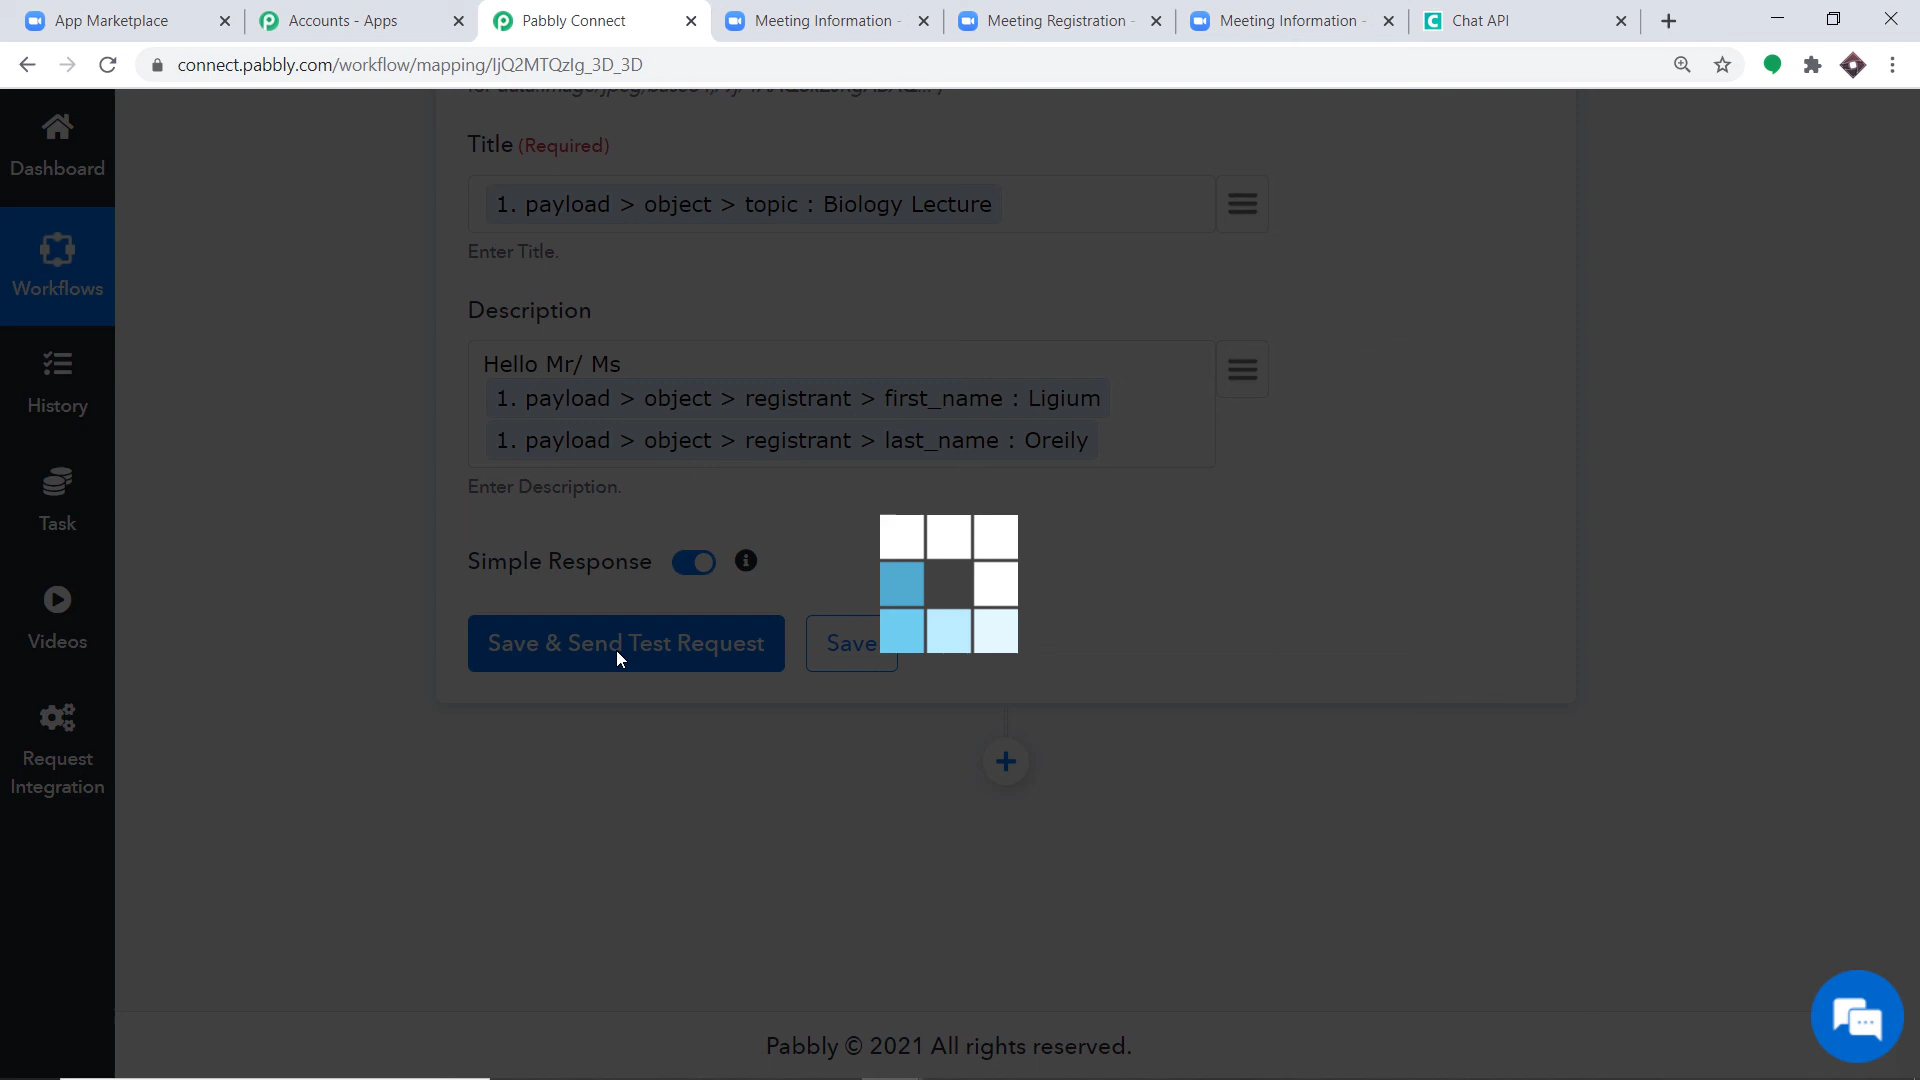 App Marketplace
Accounts - Apps
Pabbly Connect
Meeting Information -
Meeting Registration -
Meeting Information -
Chat API
connect.pabbly.com/workflow/mapping/IjQ2MTQzIg_3D_3D
Dashboard
Workflows
History
Task
Videos
Request
Integration
Title (Required)
1. payload > object > topic : Biology Lecture
Enter Title.
Description
Hello Mr/ Ms
1. payload > object > registrant > first_name : Ligium
1. payload > object > registrant > last_name : Oreily
Enter Description.
Simple Response
Save & Send Test Request
Save
Pabbly © 2021 All rights reserved.